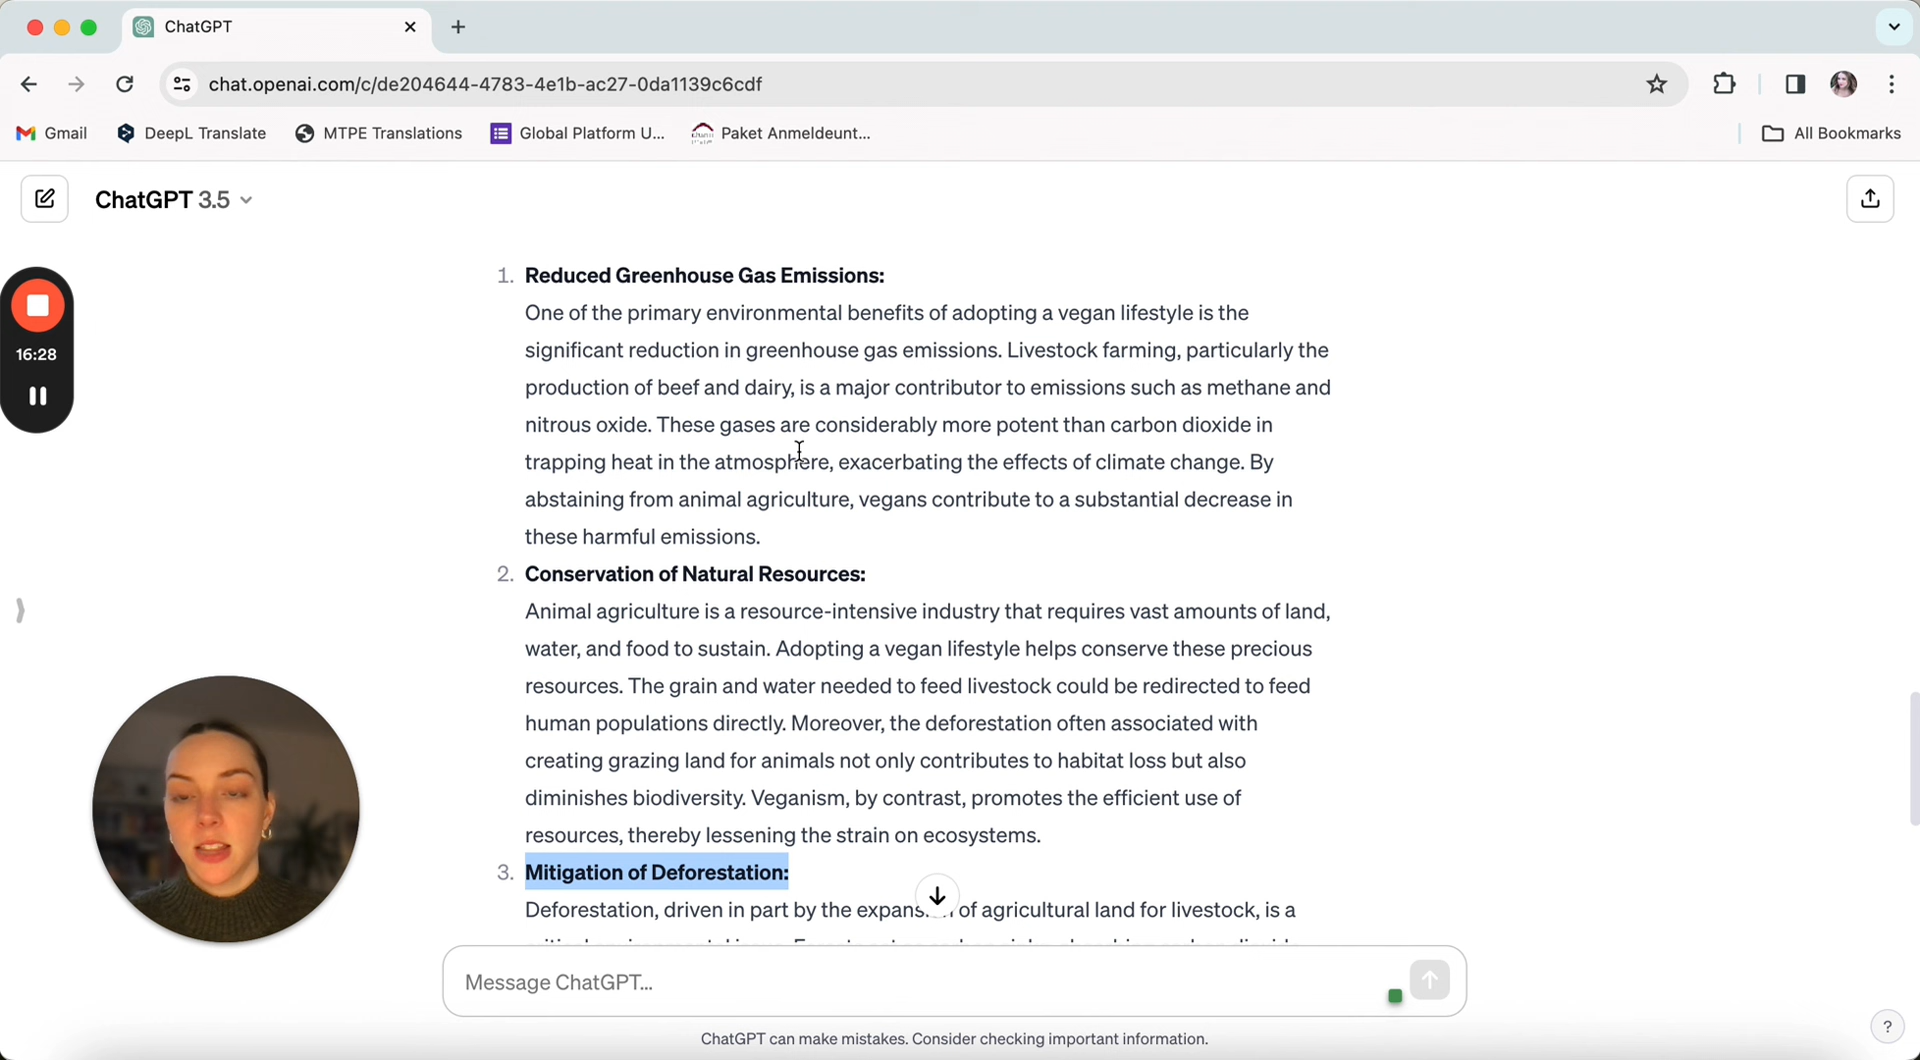 ChatGPT
chat.openai.com/c/de204644-4783-4e1b-ac27-0da1139c6cdf
Gmail
DeepL Translate
MTPE Translations
Global Platform U...
Paket Anmeldeunt...
All Bookmarks
ChatGPT 3.5
16:28
1. Reduced Greenhouse Gas Emissions:
One of the primary environmental benefits of adopting a vegan lifestyle is the
significant reduction in greenhouse gas emissions. Livestock farming, particularly the
production of beef and dairy, is a major contributor to emissions such as methane and
nitrous oxide. These gases are considerably more potent than carbon dioxide in
trapping heat in the atmosphere, exacerbating the effects of climate change. By
abstaining from animal agriculture, vegans contribute to a substantial decrease in
these harmful emissions.
2. Conservation of Natural Resources:
Animal agriculture is a resource-intensive industry that requires vast amounts of land,
water, and food to sustain. Adopting a vegan lifestyle helps conserve these precious
resources. The grain and water needed to feed livestock could be redirected to feed
human populations directly. Moreover, the deforestation often associated with
creating grazing land for animals not only contributes to habitat loss but also
diminishes biodiversity. Veganism, by contrast, promotes the efficient use of
resources, thereby lessening the strain on ecosystems.
3. Mitigation of Deforestation:
Deforestation, driven in part by the expans of agricultural land for livestock, is a
Message ChatGPT...
ChatGPT can make mistakes. Consider checking important information.
?